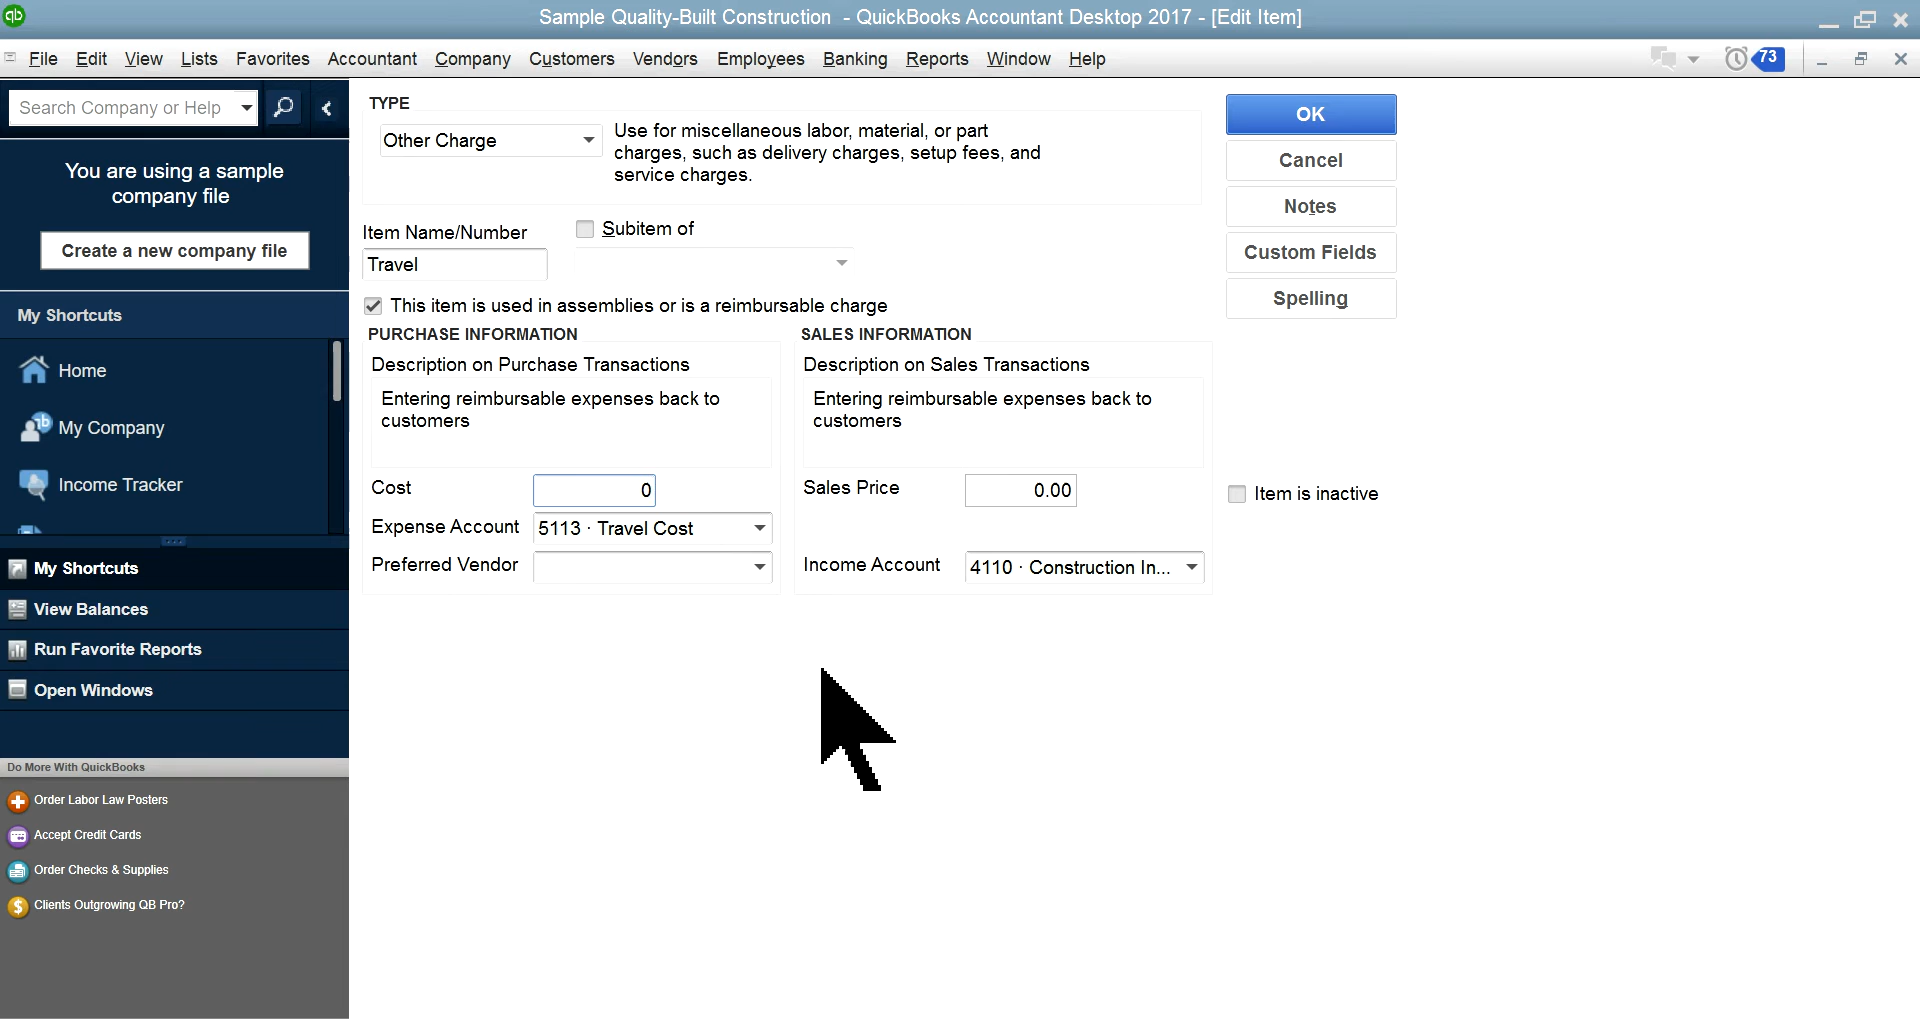 qb
Sample Quality-Built Construction - QuickBooks Accountant Desktop 2017 - [Edit Item]
File Edit View Lists Favorites Accountant Company Customers Vendors Employees Banking Reports Window Help
73
Search Company or Help
You are using a sample
company file
Create a new company file
My Shortcuts
Home
My Company
Income Tracker
My Shortcuts
View Balances
Run Favorite Reports
Open Windows
Do More With QuickBooks
Order Labor Law Posters
Accept Credit Cards
Order Checks & Supplies
Clients Outgrowing QB Pro?
TYPE
Other Charge
Use for miscellaneous labor, material, or part
charges, such as delivery charges, setup fees, and
service charges.
Item Name/Number
Subitem of
Travel
This item is used in assemblies or is a reimbursable charge
PURCHASE INFORMATION
Description on Purchase Transactions
Entering reimbursable expenses back to
customers
Cost 0
Expense Account 5113 · Travel Cost
Preferred Vendor
SALES INFORMATION
Description on Sales Transactions
Entering reimbursable expenses back to
customers
Sales Price 0.00
Income Account 4110 · Construction In...
OK
Cancel
Notes
Custom Fields
Spelling
Item is inactive